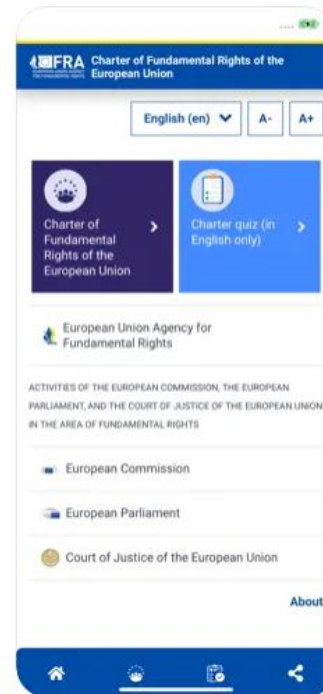 FRA Charter of Fundamental Rights of the
European Union
English (en) A- A+
Charter of
Fundamental
Rights of the
European Union
Charter quiz (in
English only)
European Union Agency for
Fundamental Rights
ACTIVITIES OF THE EUROPEAN COMMISSION, THE EUROPEAN
PARLIAMENT, AND THE COURT OF JUSTICE OF THE EUROPEAN UNION
IN THE AREA OF FUNDAMENTAL RIGHTS
European Commission
European Parliament
Court of Justice of the European Union
About